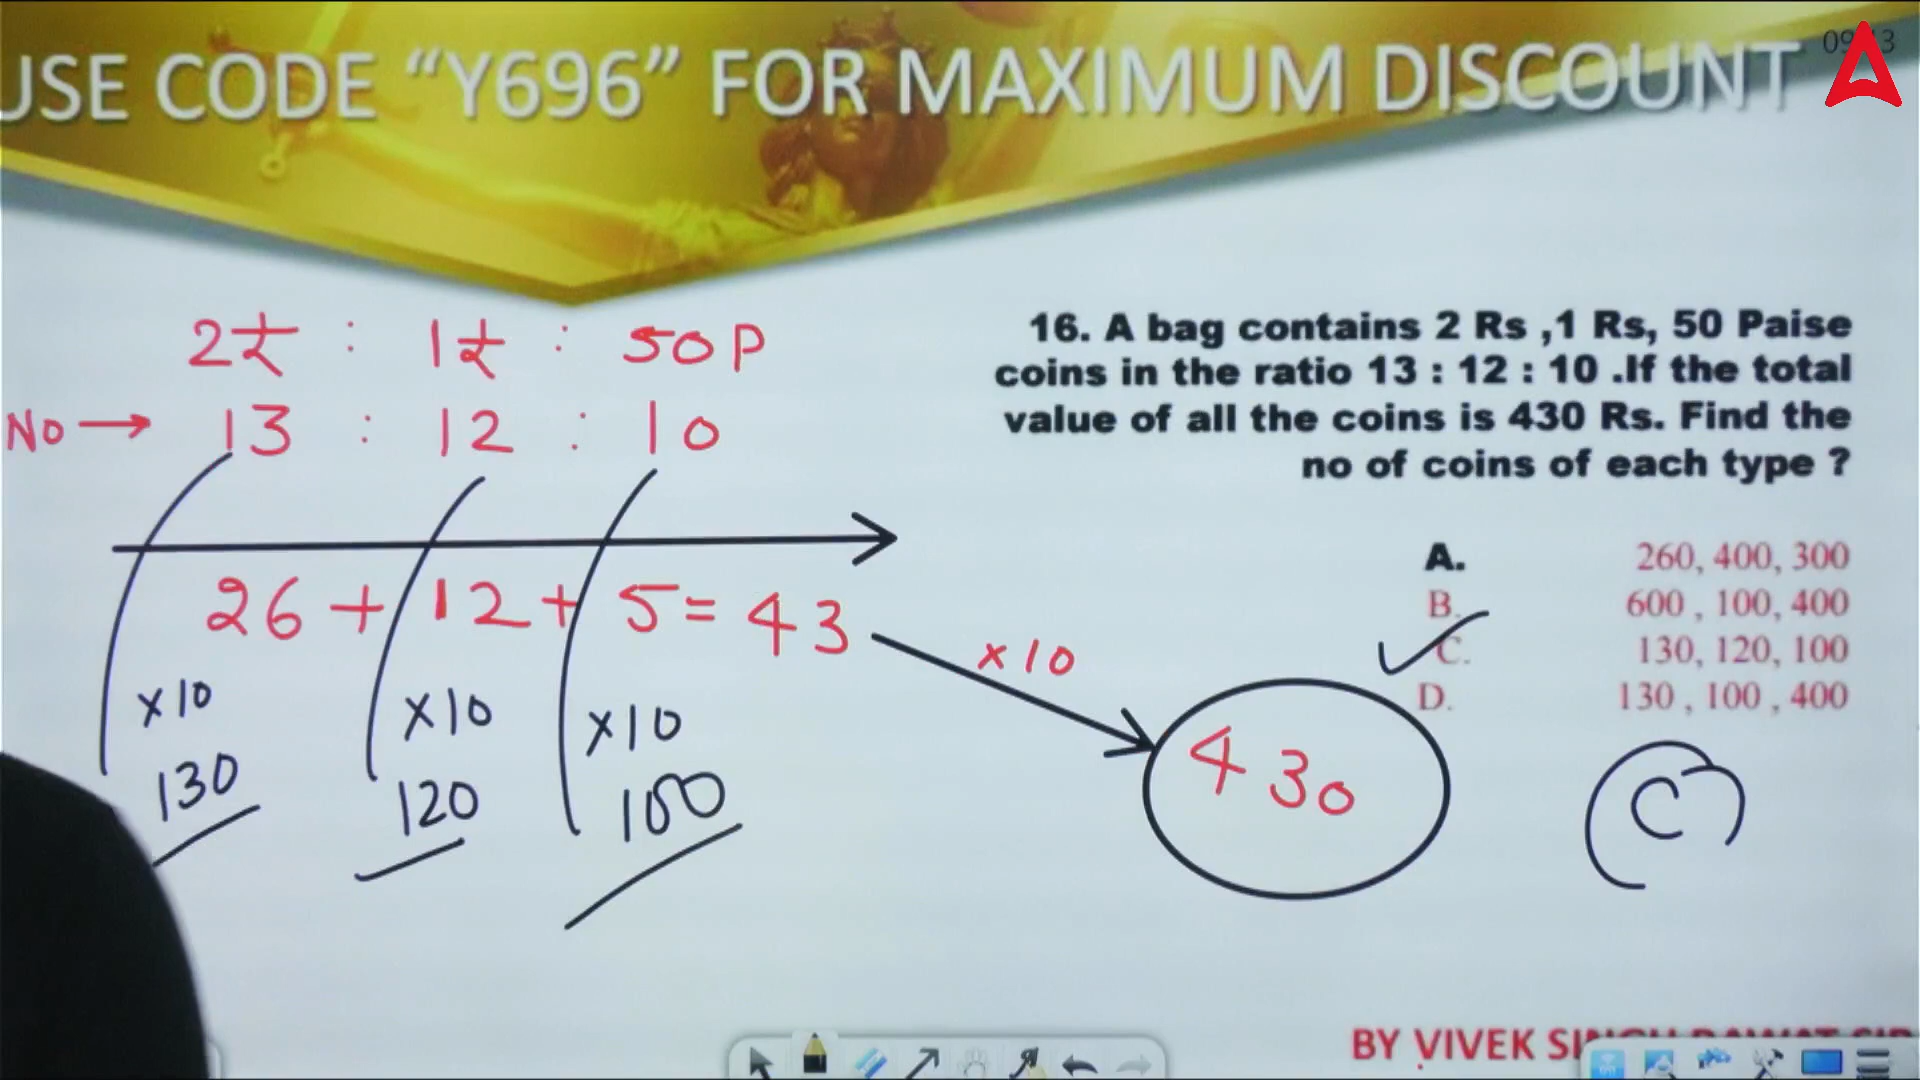 USE CODE “Y696” FOR MAXIMUM DISCOUNT
2₹ : 1₹ : 50P
No → 13 : 12 : 10
26 + 12 + 5 = 43
×10
×10 ×10 ×10
130 120 100
430
16. A bag contains 2 Rs ,1 Rs, 50 Paise
coins in the ratio 13 : 12 : 10 .If the total
value of all the coins is 430 Rs. Find the
no of coins of each type ?
A. 260, 400, 300
B. 600 , 100, 400
C. 130, 120, 100
D. 130 , 100 , 400
C
BY VIVEK SINGH RAWAT SIR